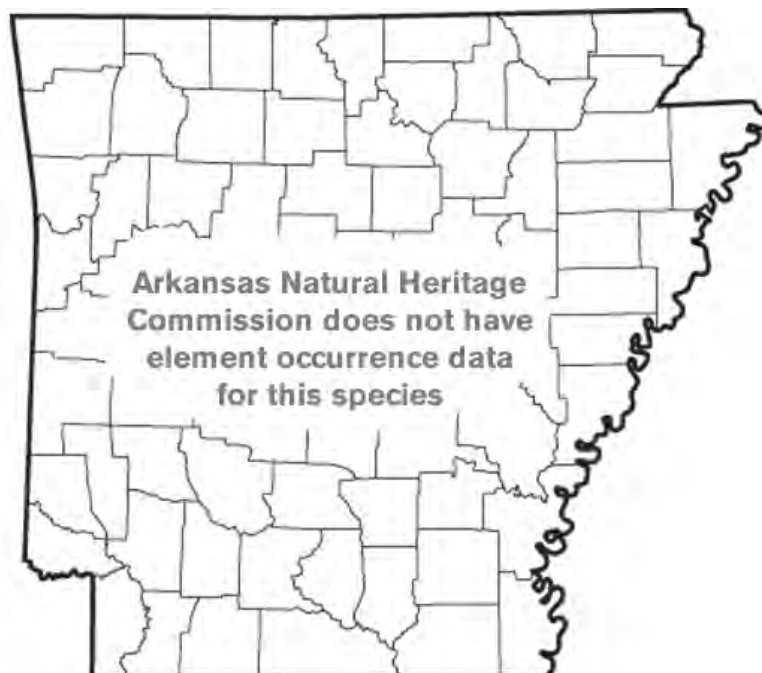 Arkansas Natural Heritage
Commission does not have
element occurrence data
for this species